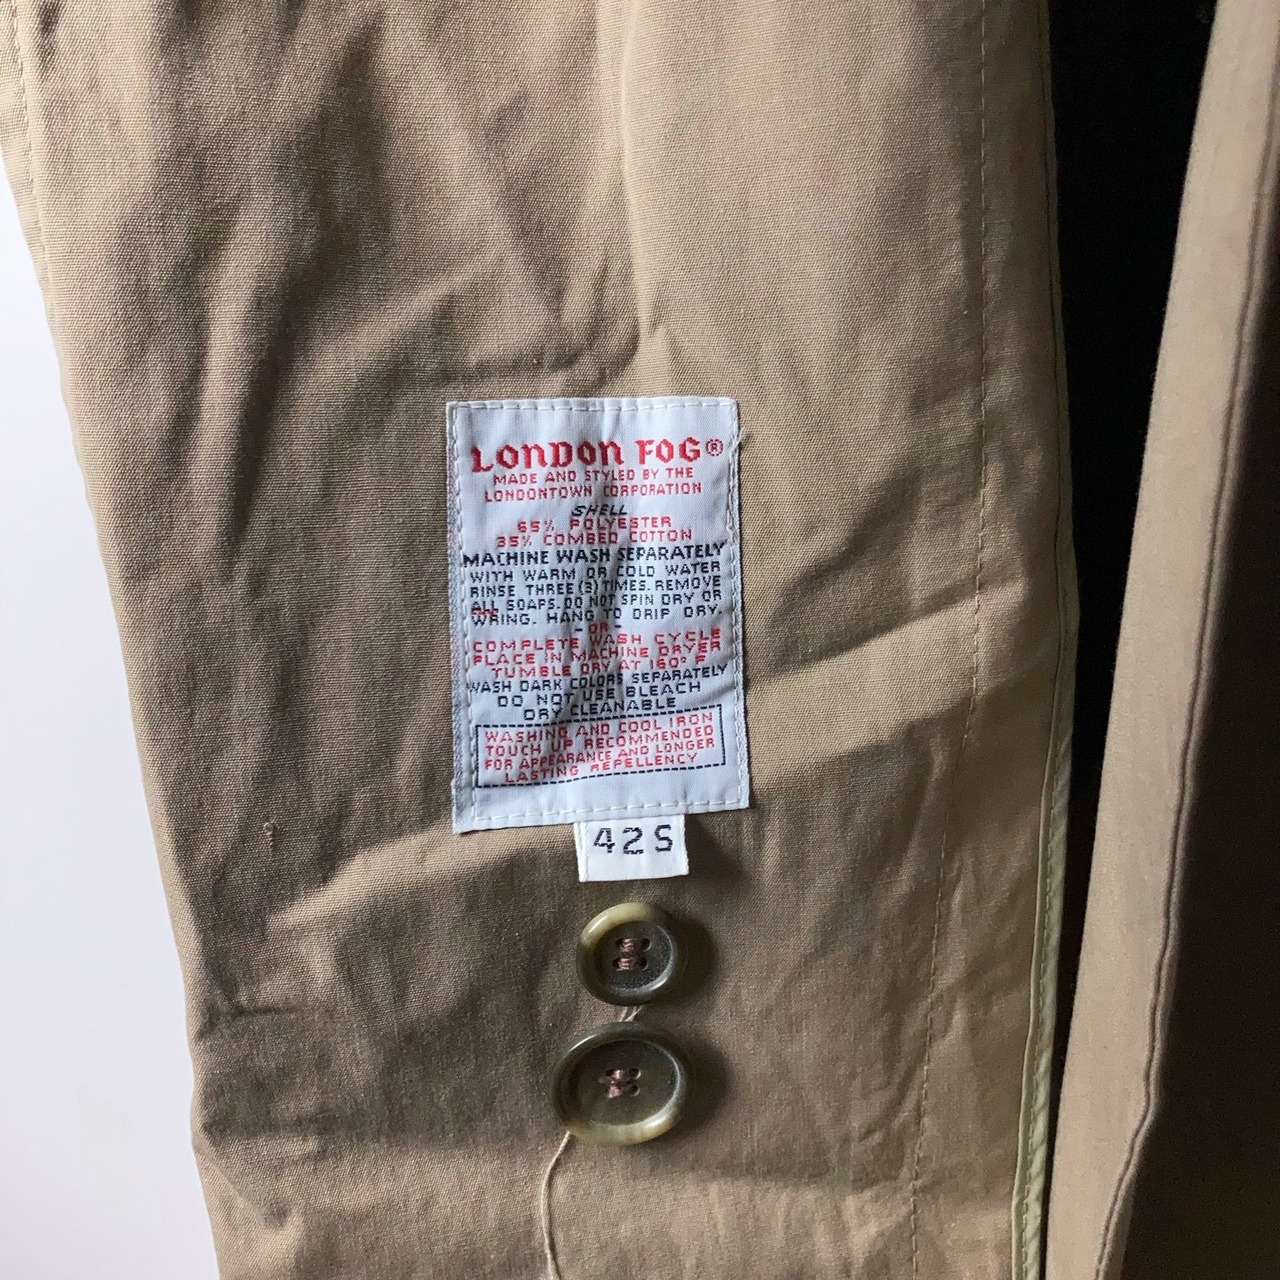 LONDON FOG®
MADE AND STYLED BY THE
LONDONTOWN CORPORATION
SHELL
65% POLYESTER
35% COMBED COTTON
MACHINE WASH SEPARATELY
WITH WARM OR COLD WATER
RINSE THREE (3) TIMES. REMOVE
ALL SOAPS. DO NOT SPIN DRY OR
WRING. HANG TO DRIP DRY.
- OR -
COMPLETE WASH CYCLE
PLACE IN MACHINE DRYER
TUMBLE DRY AT 160° F
WASH DARK COLORS SEPARATELY
DO NOT USE BLEACH
DRY CLEANABLE
WASHING AND COOL IRON
TOUCH UP RECOMMENDED
FOR APPEARANCE AND LONGER
LASTING REPELLENCY
42S